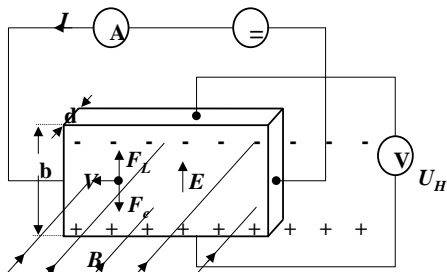 I A =
d
- - - - - - - - -
b V F_L E V U_H
F_e
+ + + + + + + + +
B